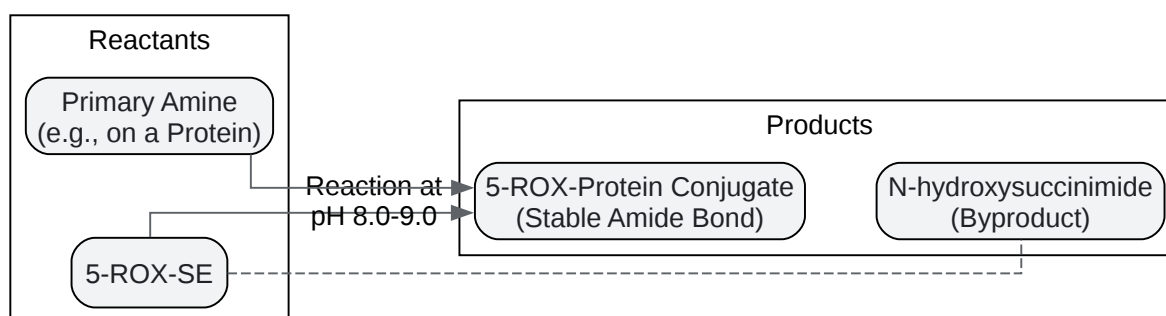 Reactants
Primary Amine
(e.g., on a Protein)
5-ROX-SE
Reaction at
pH 8.0-9.0
Products
5-ROX-Protein Conjugate
(Stable Amide Bond)
N-hydroxysuccinimide
(Byproduct)